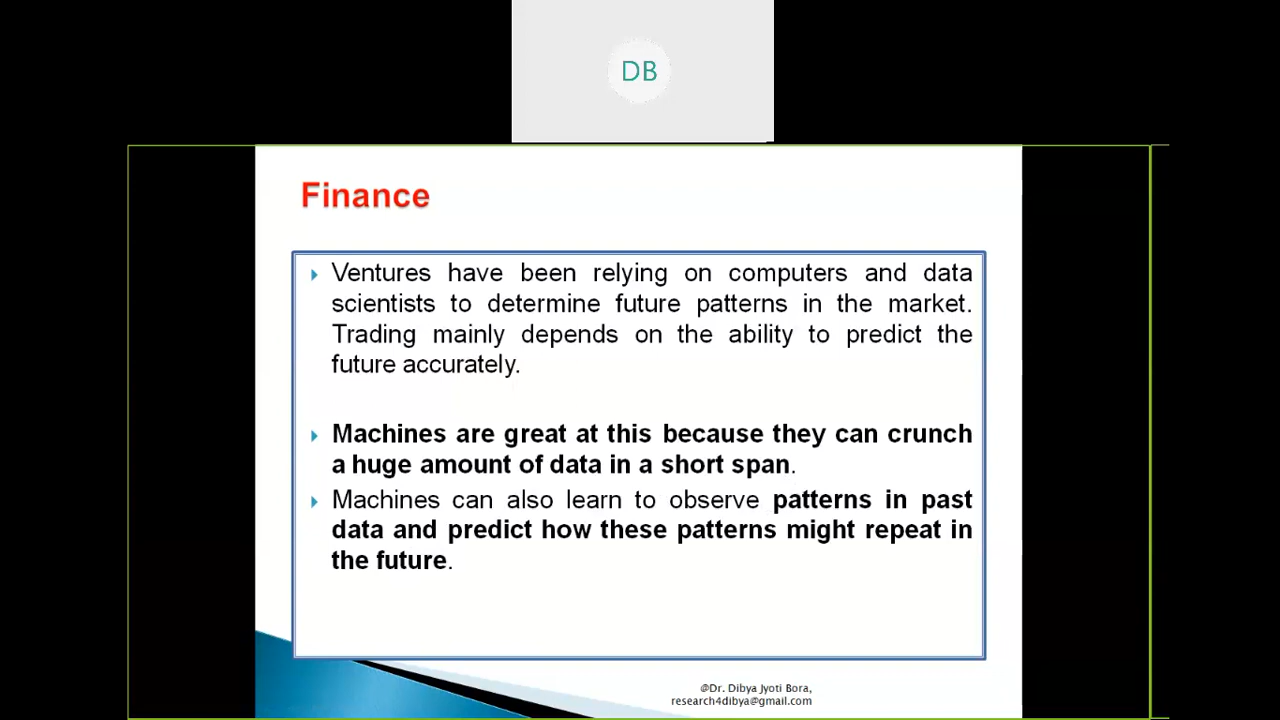 DB
Finance
Ventures have been relying on computers and data
scientists to determine future patterns in the market.
Trading mainly depends on the ability to predict the
future accurately.
Machines are great at this because they can crunch
a huge amount of data in a short span.
Machines can also learn to observe patterns in past
data and predict how these patterns might repeat in
the future.
@Dr. Dibya Jyoti Bora,
research4dibya@gmail.com